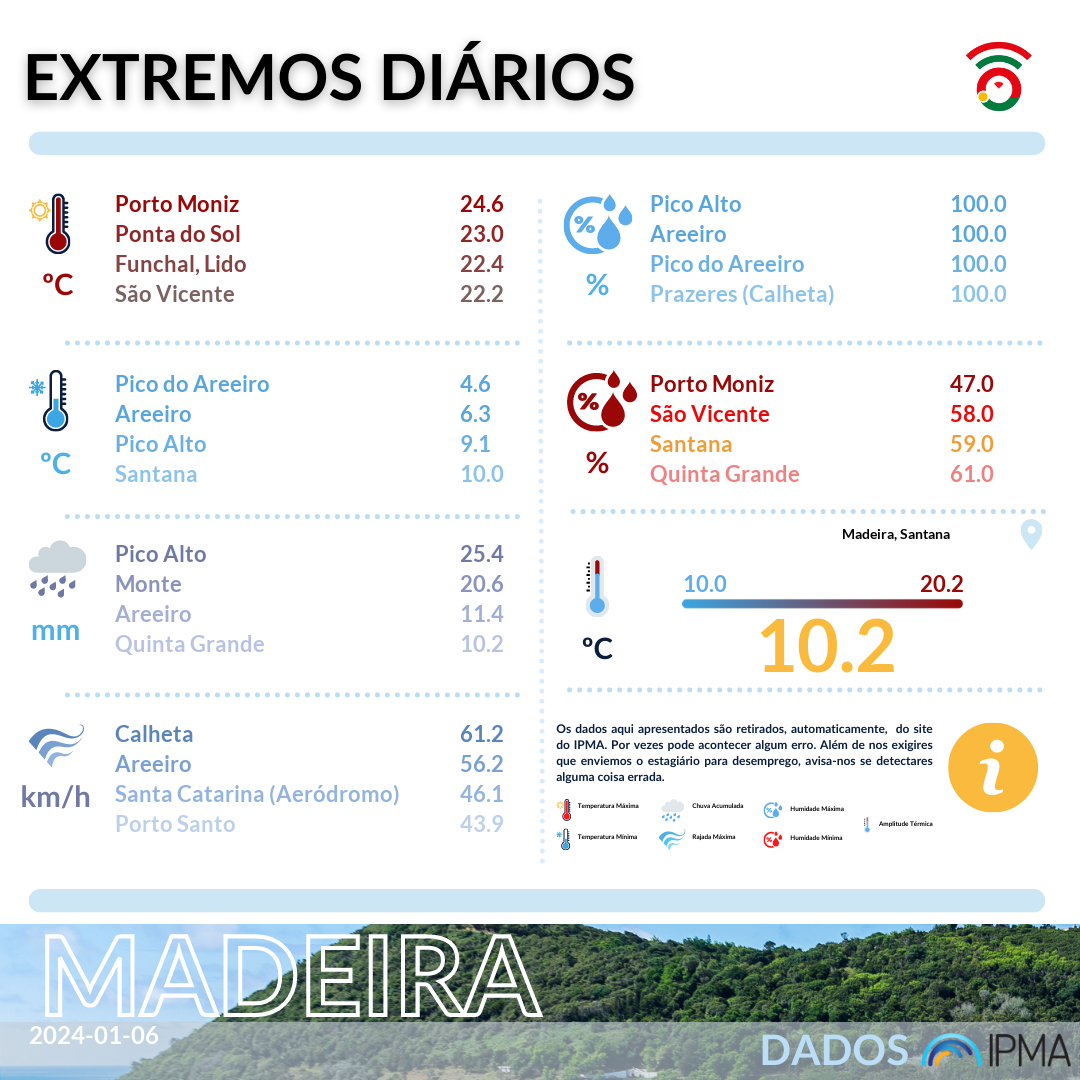 EXTREMOS DIÁRIOS
Porto Moniz 24.6
Ponta do Sol 23.0
Funchal, Lido 22.4
São Vicente 22.2
ºC
Pico do Areeiro 4.6
Areeiro 6.3
Pico Alto 9.1
Santana 10.0
ºC
Pico Alto 25.4
Monte 20.6
Areeiro 11.4
Quinta Grande 10.2
mm
Calheta 61.2
Areeiro 56.2
Santa Catarina (Aeródromo) 46.1
Porto Santo 43.9
km/h
%
Pico Alto 100.0
Areeiro 100.0
Pico do Areeiro 100.0
Prazeres (Calheta) 100.0
%
%
Porto Moniz 47.0
São Vicente 58.0
Santana 59.0
Quinta Grande 61.0
%
Madeira, Santana
10.0 20.2
10.2
ºC
Os dados aqui apresentados são retirados, automaticamente, do site
do IPMA. Por vezes pode acontecer algum erro. Além de nos exigires
que enviemos o estagiário para desemprego, avisa-nos se detectares
alguma coisa errada.
i
Temperatura Máxima
Chuva Acumulada
Humidade Máxima
Amplitude Térmica
Temperatura Mínima
Rajada Máxima
Humidade Mínima
MADEIRA
2024-01-06
DADOS IPMA